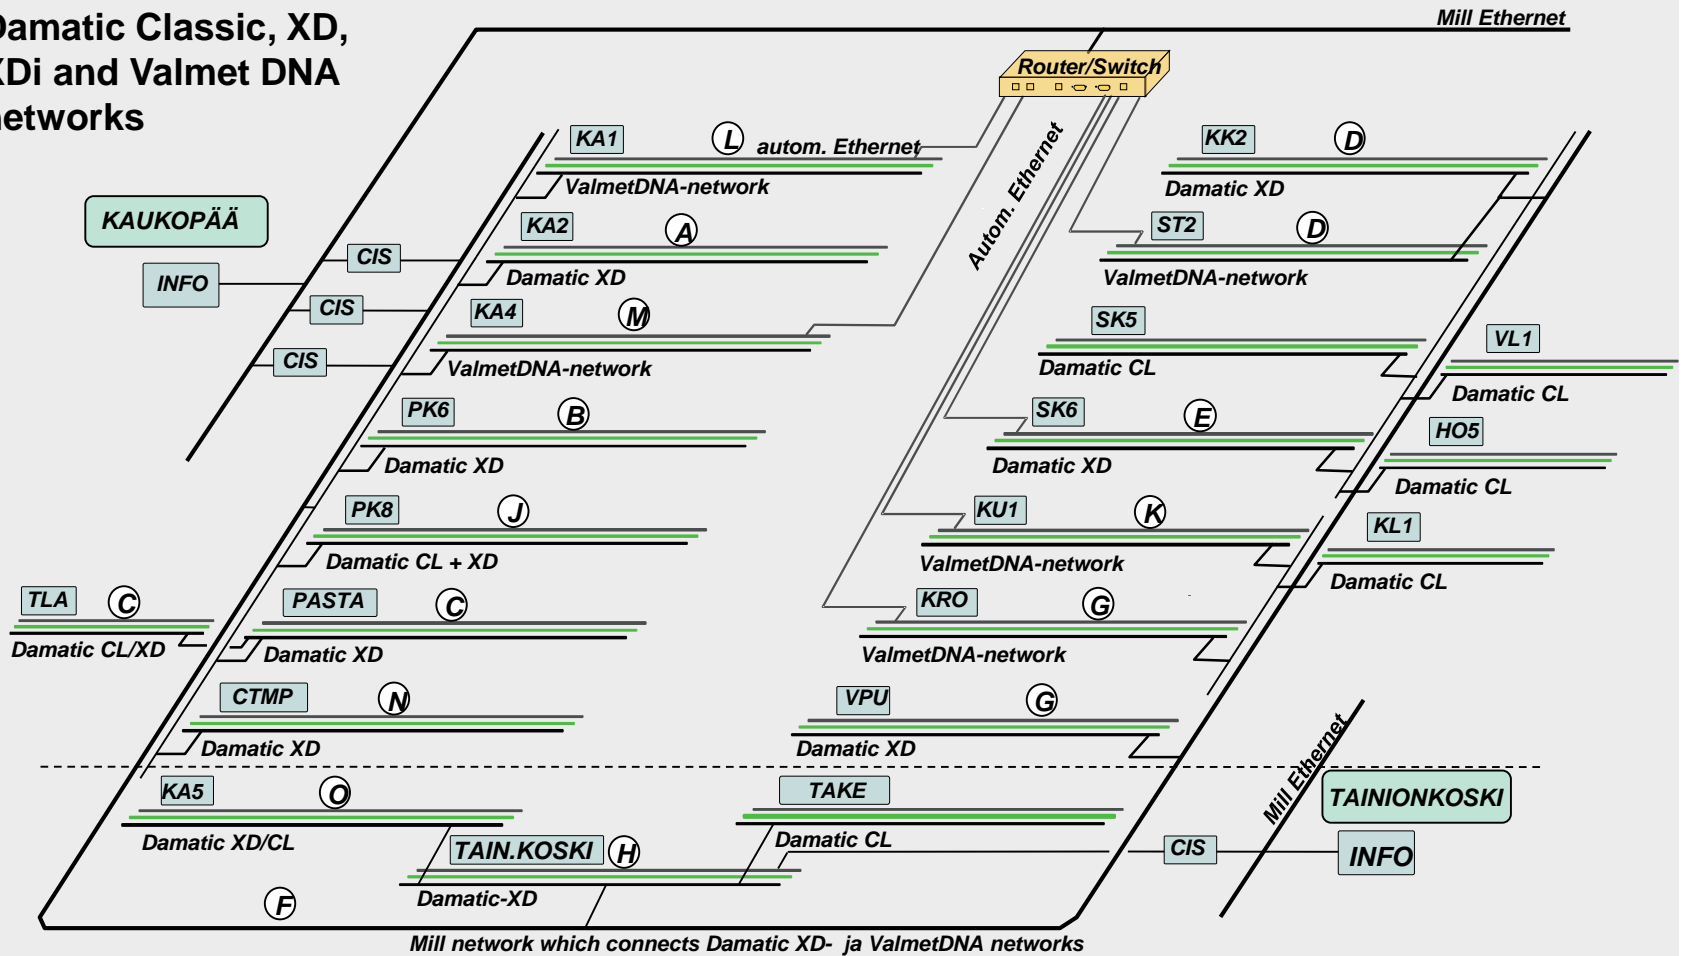 Damatic Classic, XD,
XDi and Valmet DNA
networks
Mill Ethernet
Router/Switch
Autom. Ethernet
KAUKOPÄÄ
INFO
CIS
CIS
CIS
KA1
L
autom. Ethernet
ValmetDNA-network
KA2
A
Damatic XD
KA4
M
ValmetDNA-network
PK6
B
Damatic XD
PK8
J
Damatic CL + XD
TLA
C
Damatic CL/XD
PASTA
C
Damatic XD
CTMP
N
Damatic XD
KK2
D
Damatic XD
ST2
D
ValmetDNA-network
SK5
Damatic CL
SK6
E
Damatic XD
KU1
K
ValmetDNA-network
KRO
G
ValmetDNA-network
VPU
G
Damatic XD
VL1
Damatic CL
HO5
Damatic CL
KL1
Damatic CL
KA5
O
Damatic XD/CL
TAKE
Damatic CL
TAIN.KOSKI
H
Damatic-XD
F
Mill Ethernet
TAINIONKOSKI
CIS
INFO
Mill network which connects Damatic XD- ja ValmetDNA networks